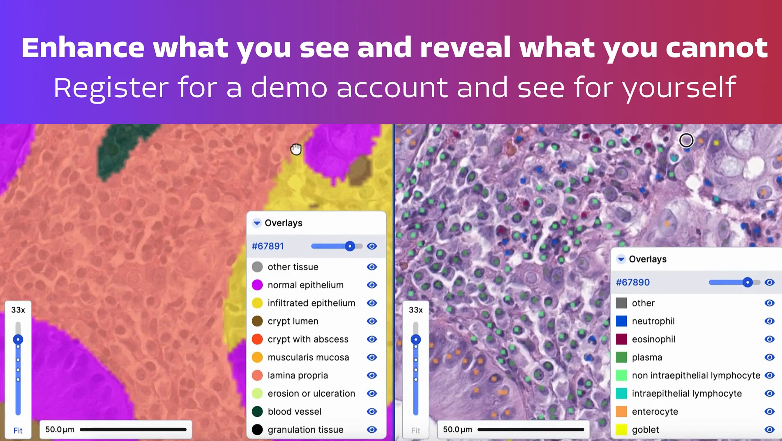 Enhance what you see and reveal what you cannot
Register for a demo account and see for yourself
Overlays
#67891
other tissue
normal epithelium
infiltrated epithelium
crypt lumen
crypt with abscess
muscularis mucosa
lamina propria
erosion or ulceration
blood vessel
granulation tissue
33x
Fit
50.0μm
Overlays
#67890
other
neutrophil
eosinophil
plasma
non intraepithelial lymphocyte
intraepithelial lymphocyte
enterocyte
goblet
33x
Fit
50.0μm